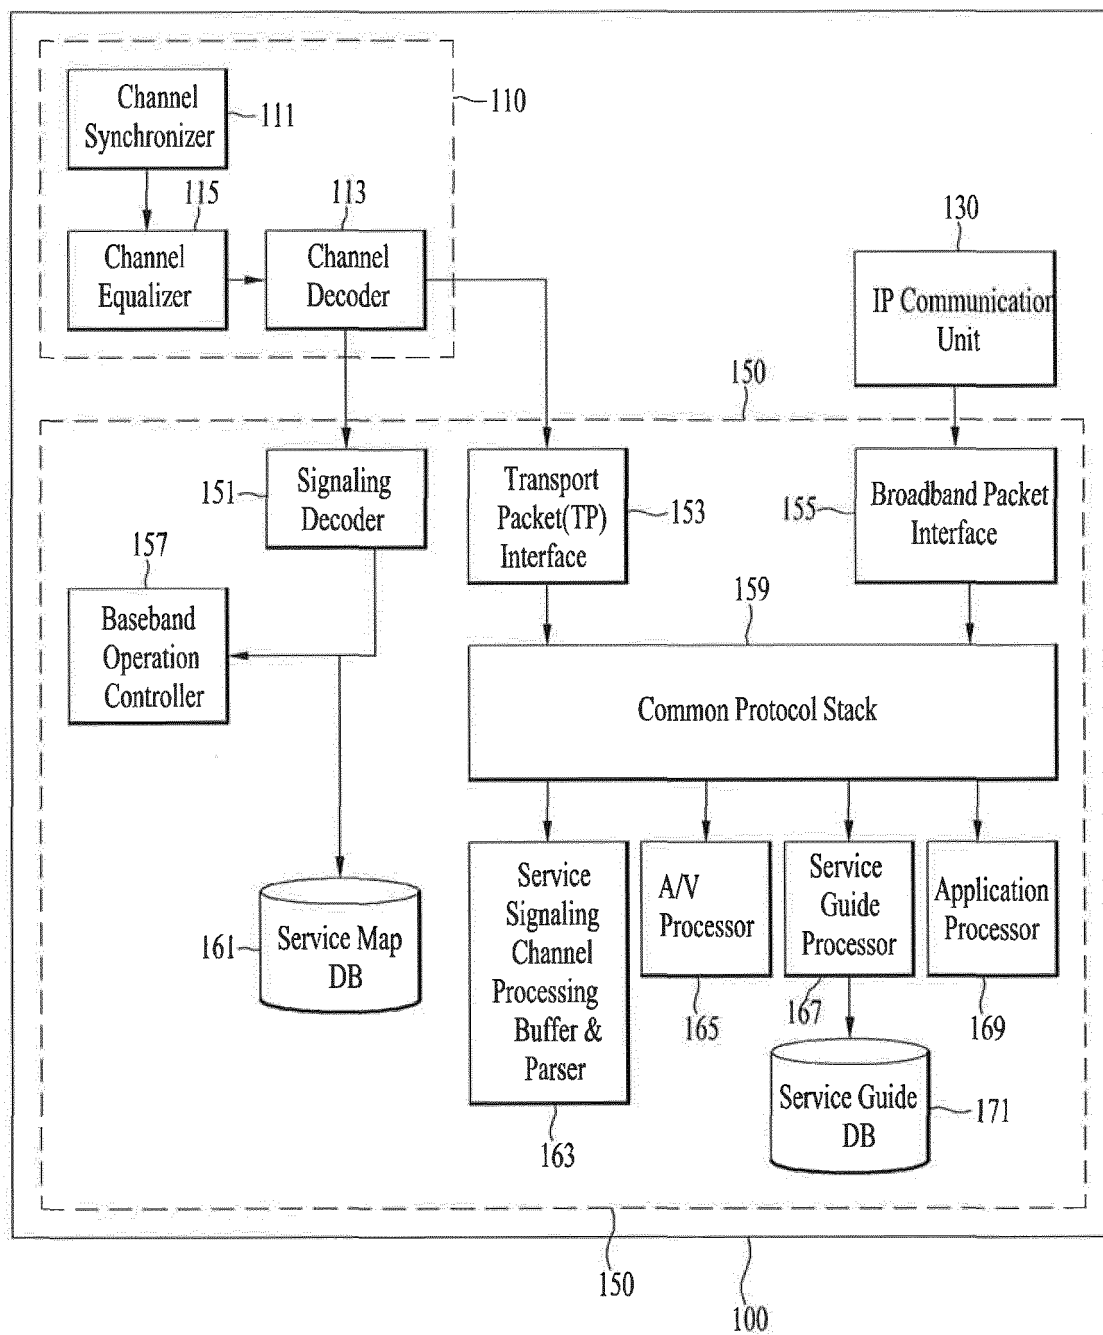 Channel
Synchronizer
111
110
115
113
Channel
Equalizer
Channel
Decoder
130
IP Communication
Unit
150
151
Signaling
Decoder
Transport
Packet(TP)
Interface
153
155
Broadband Packet
Interface
157
Baseband
Operation
Controller
159
Common Protocol Stack
161
Service Map
DB
Service
Signaling
Channel
Processing
Buffer &
Parser
163
A/V
Processor
165
Service
Guide
Processor
167
Application
Processor
169
Service Guide
DB
171
150
100